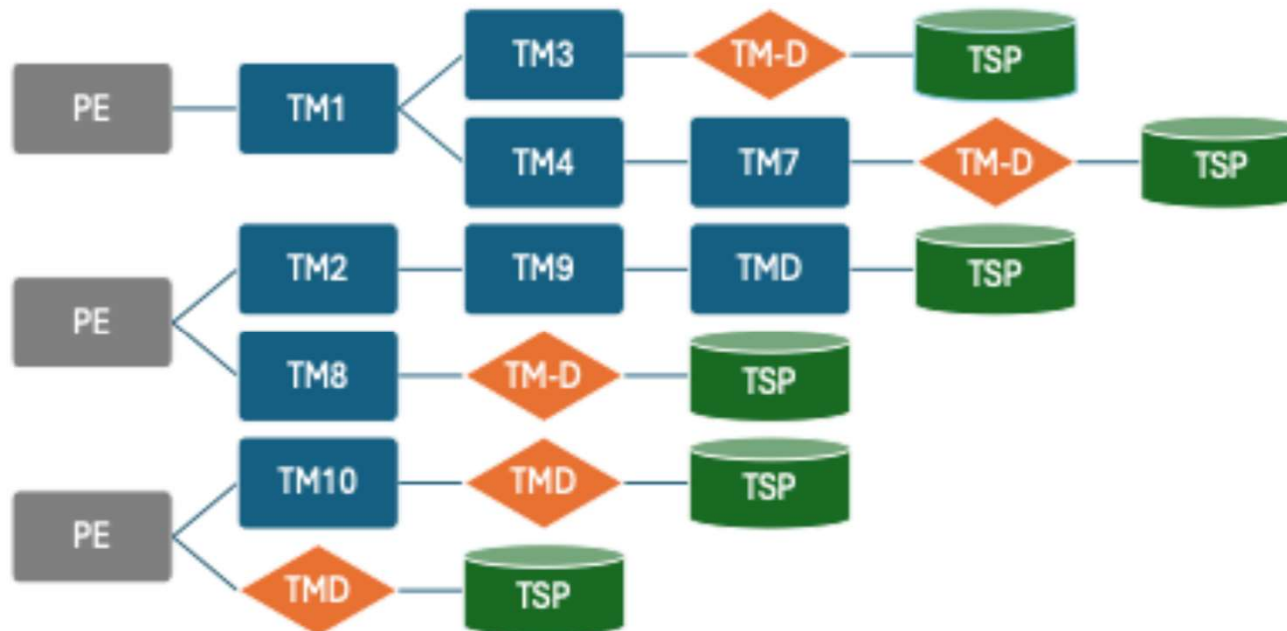 TM3 TM-D TSP
PE TM1
TM4 TM7 TM-D TSP
TM2 TM9 TMD TSP
PE
TM8 TM-D TSP
TM10 TMD TSP
PE
TMD TSP